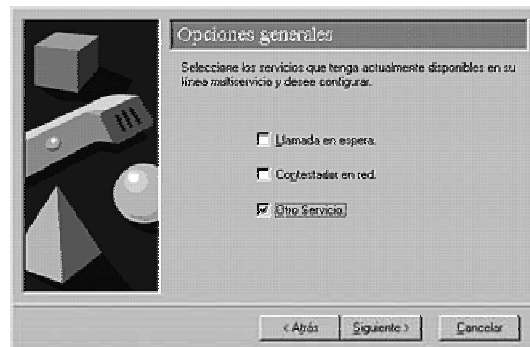 Opciones generales
Seleccione los servicios que tenga actualmente disponibles en su
línea multiservicio y desee configurar.
Llamada en espera.
Contestador en red.
Otro Servicio.
< Atrás
Siguiente >
Cancelar